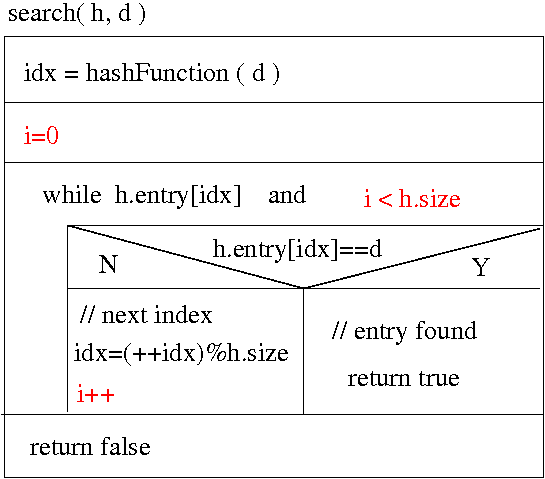 search( h, d )
idx = hashFunction ( d )
i=0
while h.entry[idx] and i < h.size
h.entry[idx]==d
N Y
// next index
idx=(++idx)%h.size
i++
// entry found
return true
return false